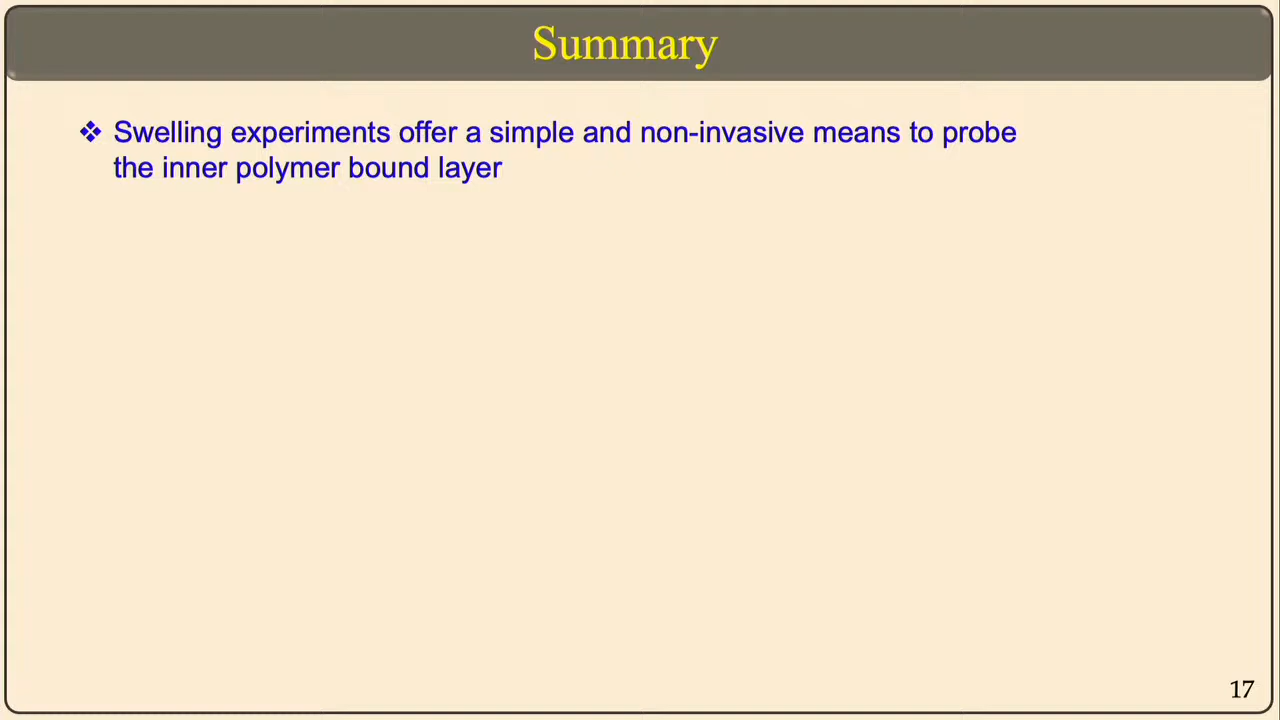 Summary
❖ Swelling experiments offer a simple and non-invasive means to probe
the inner polymer bound layer
17